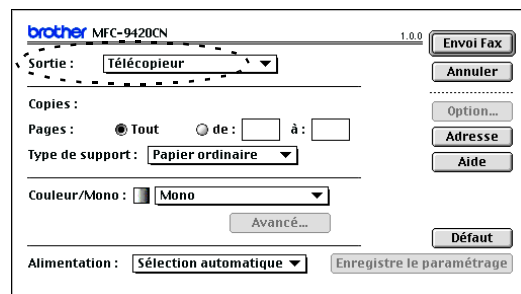 brother MFC-9420CN 1.0.0 Envoi Fax
Sortie : Télécopieur Annuler
Copies : Option...
Pages : Tout de : à : Adresse
Type de support : Papier ordinaire Aide
Couleur/Mono : Mono
Avancé...
Défaut
Alimentation : Sélection automatique Enregistre le paramétrage